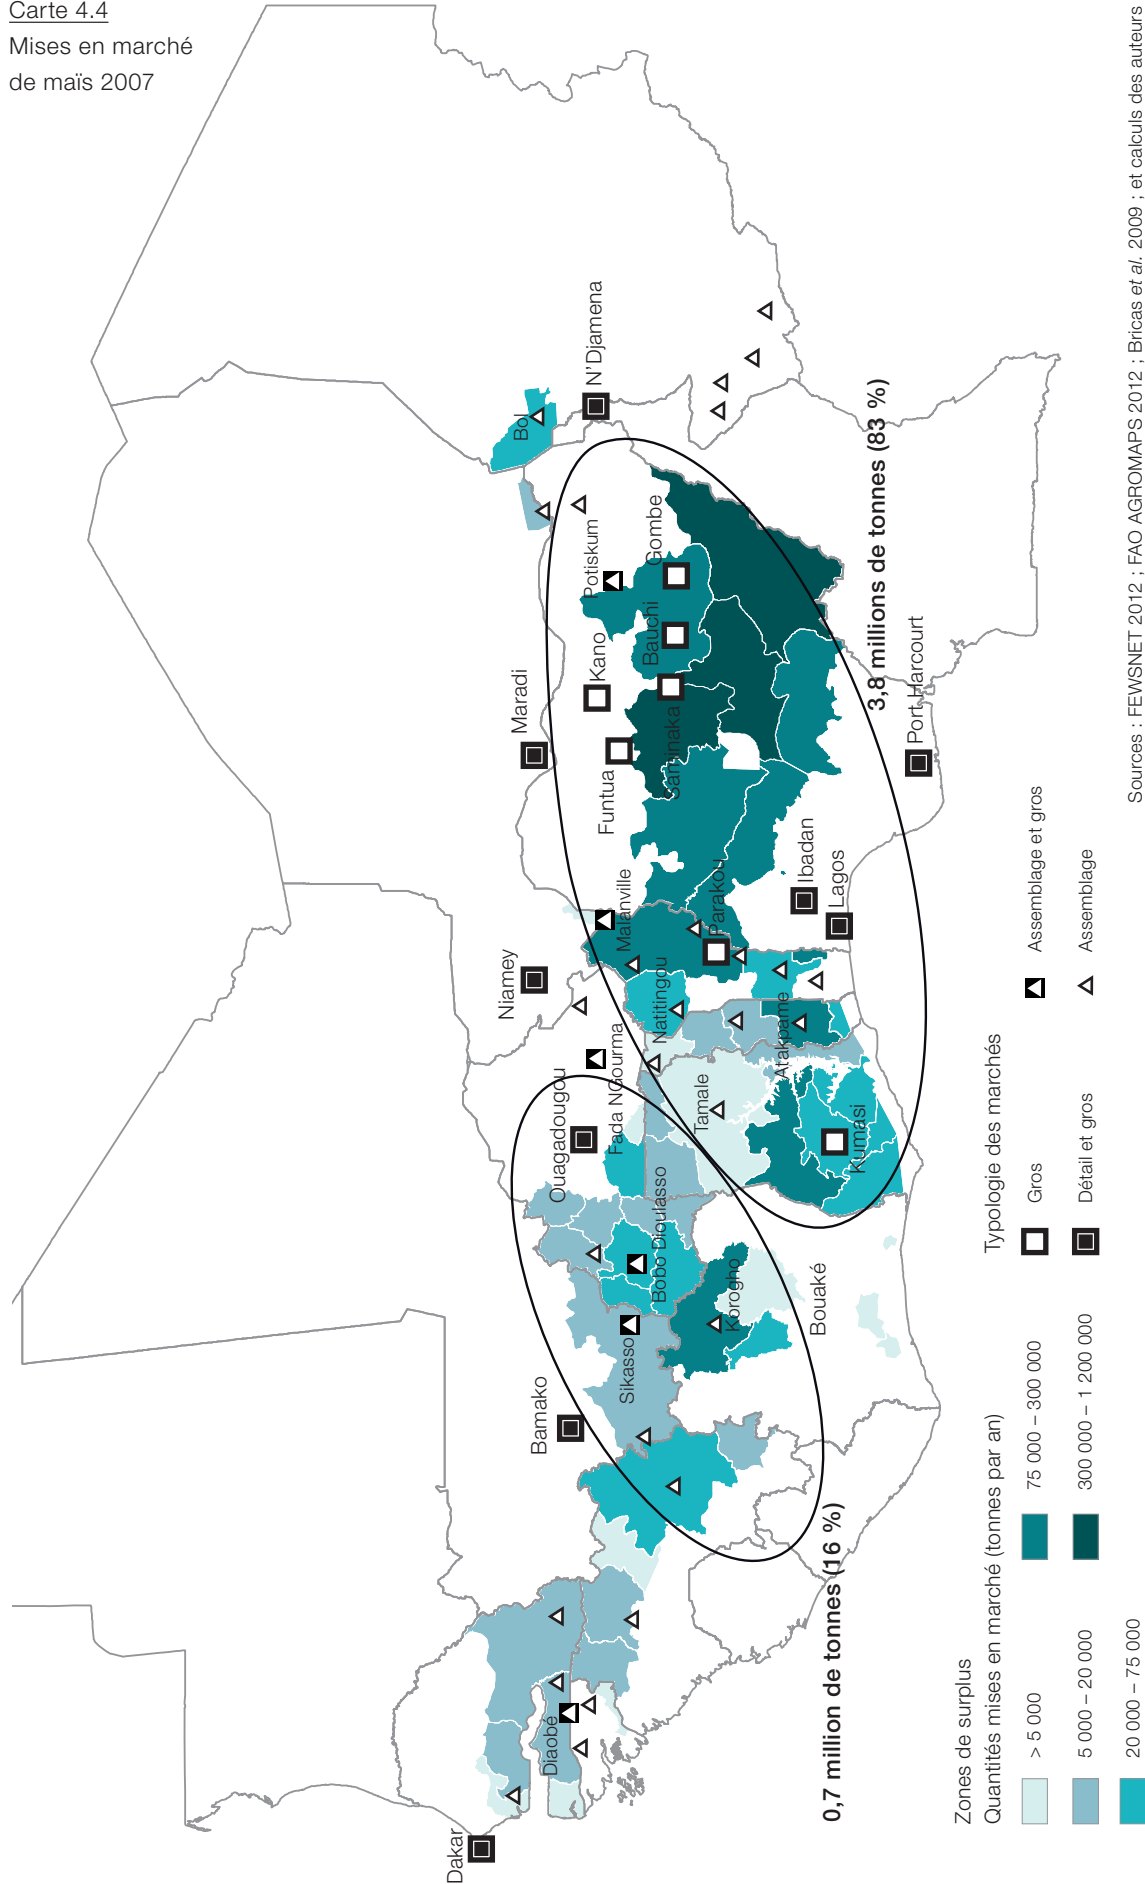 Carte 4.4
Mises en marché
de maïs 2007
Dakar
Diaobé
Bamako
Sikasso
Bobo Dioulasso
Korogho
Bouaké
Ouagadougou
Fada NGourma
Tamale
Kumasi
Niamey
Natitingou
Atakpame
Malanville
Parakou
Ibadan
Lagos
Maradi
Funtua
Kano
Saminaka
Bauchi
Potiskum
Gombe
Port Harcourt
Bol
N'Djamena
0,7 million de tonnes (16 %)
3,8 millions de tonnes (83 %)
Zones de surplus
Quantités mises en marché (tonnes par an)
> 5 000
5 000 – 20 000
20 000 – 75 000
75 000 – 300 000
300 000 – 1 200 000
Typologie des marchés
Gros
Détail et gros
Assemblage et gros
Assemblage
Sources : FEWSNET 2012 ; FAO AGROMAPS 2012 ; Bricas et al. 2009 ; et calculs des auteurs